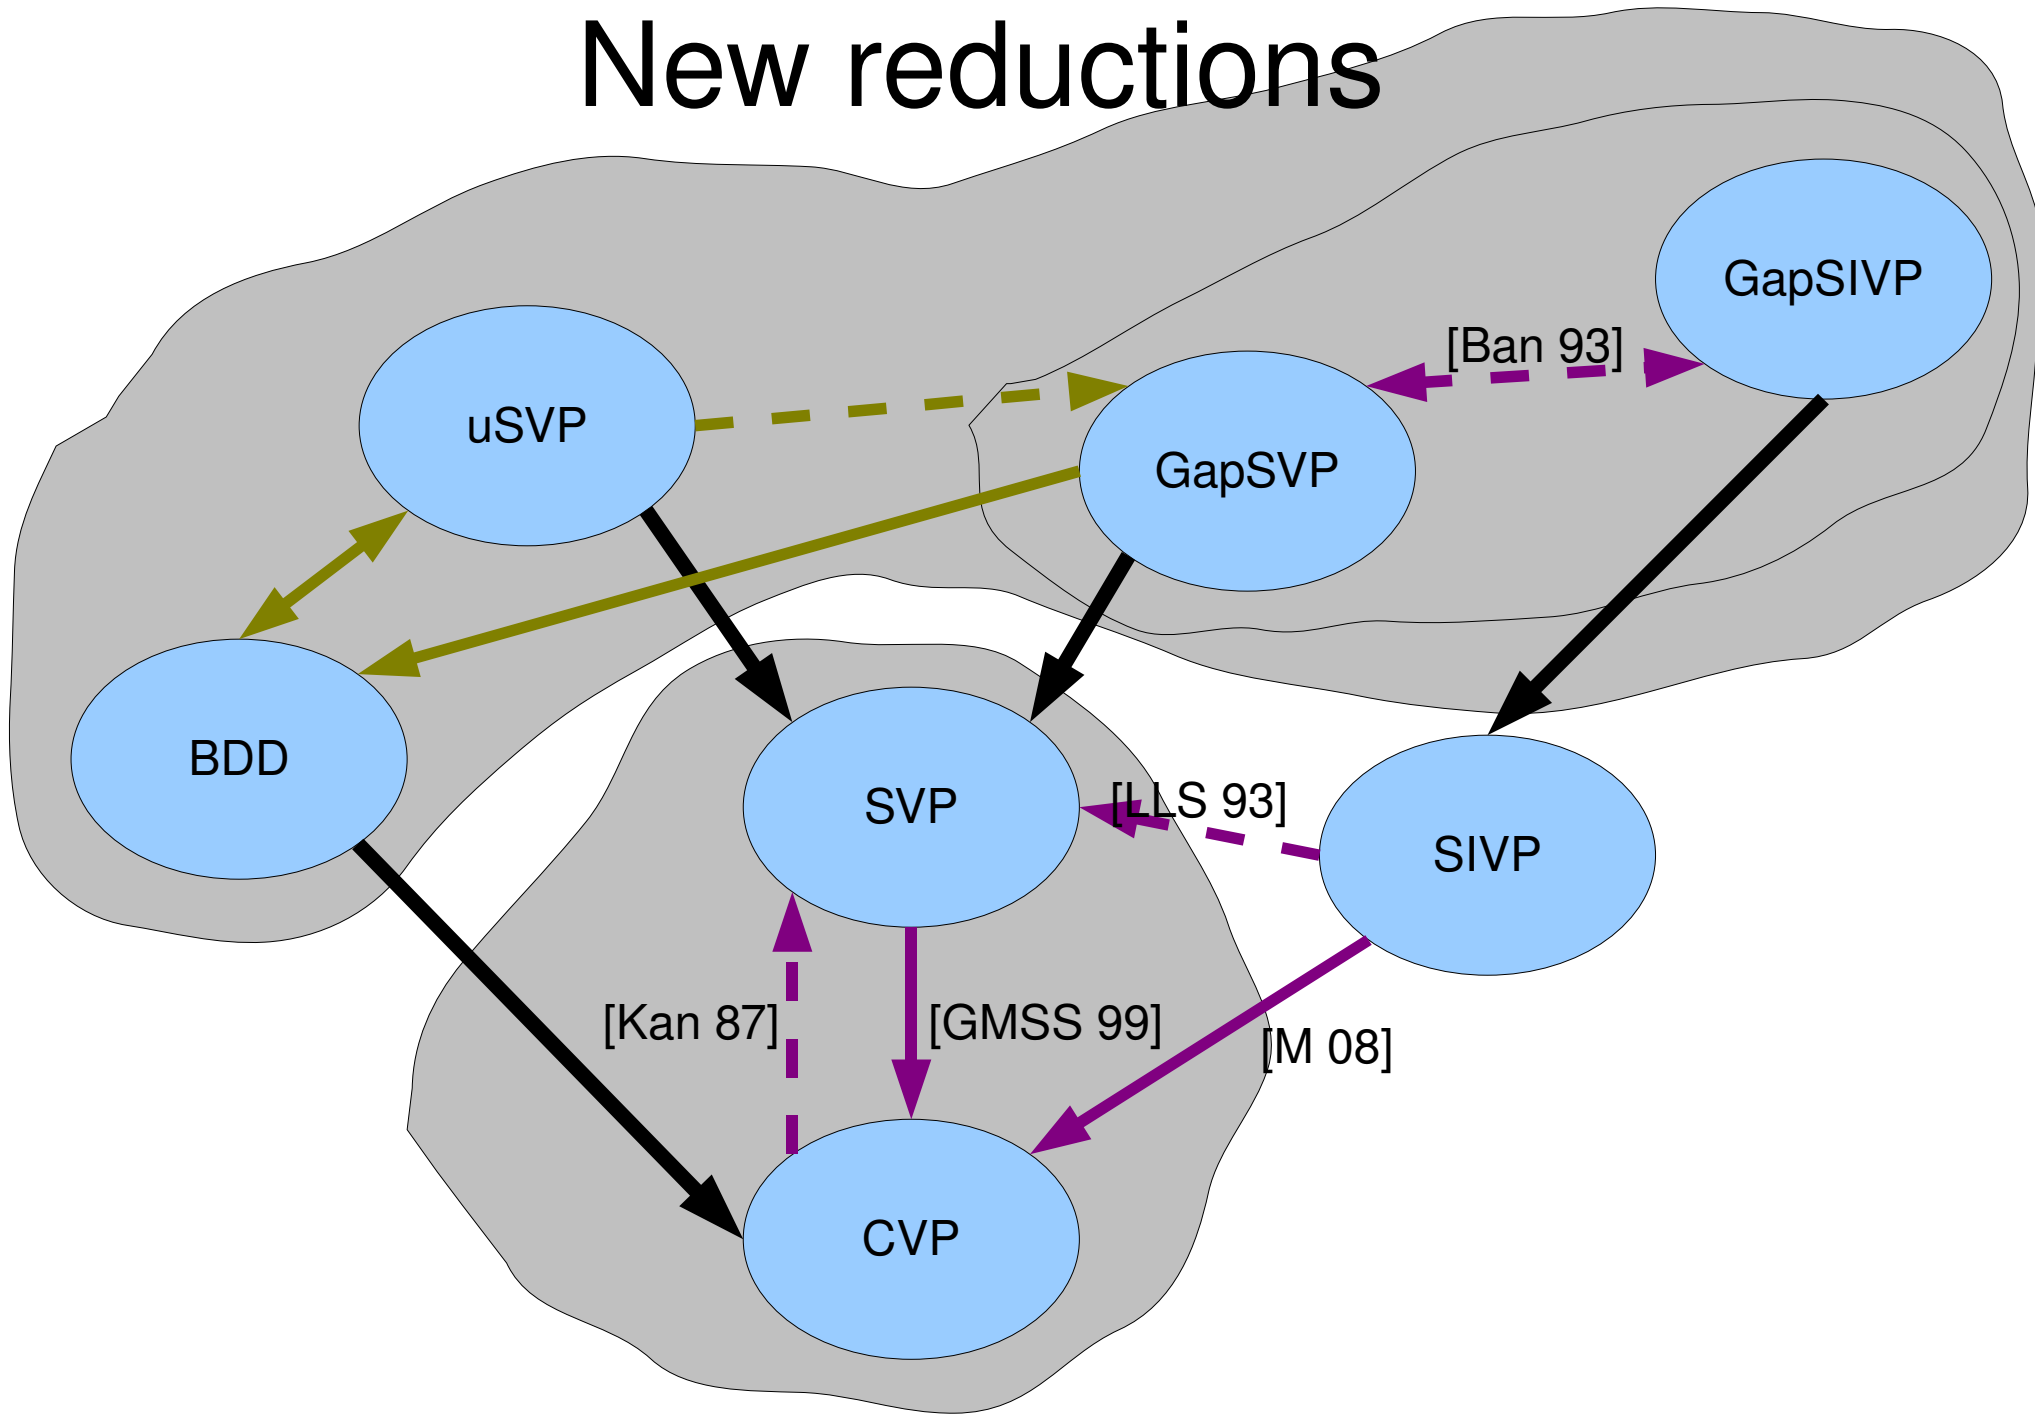 New reductions
GapSIVP
[Ban 93]
uSVP
GapSVP
BDD
SVP
[LLS 93]
SIVP
[Kan 87]
[GMSS 99]
[M 08]
CVP